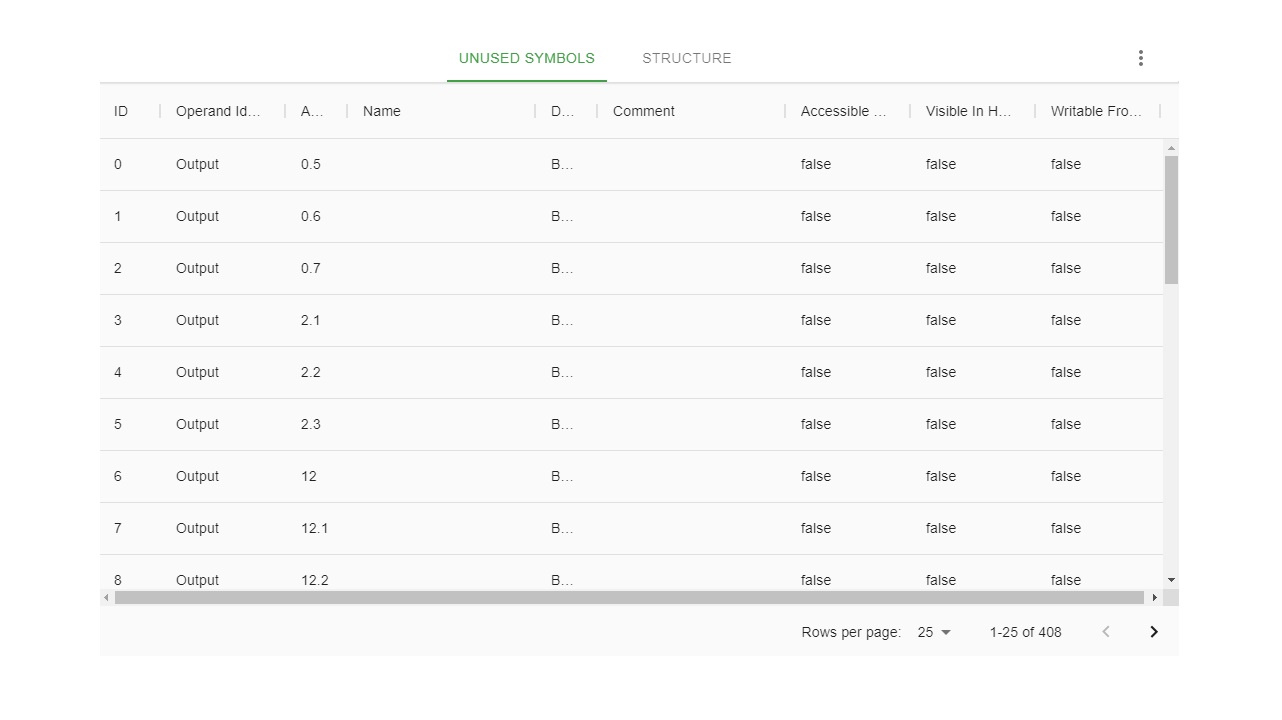 UNUSED SYMBOLS STRUCTURE
ID Operand Id... A... Name D... Comment Accessible ... Visible In H... Writable Fro...
0 Output 0.5 B... false false false
1 Output 0.6 B... false false false
2 Output 0.7 B... false false false
3 Output 2.1 B... false false false
4 Output 2.2 B... false false false
5 Output 2.3 B... false false false
6 Output 12 B... false false false
7 Output 12.1 B... false false false
8 Output 12.2 B... false false false
Rows per page: 25 1-25 of 408